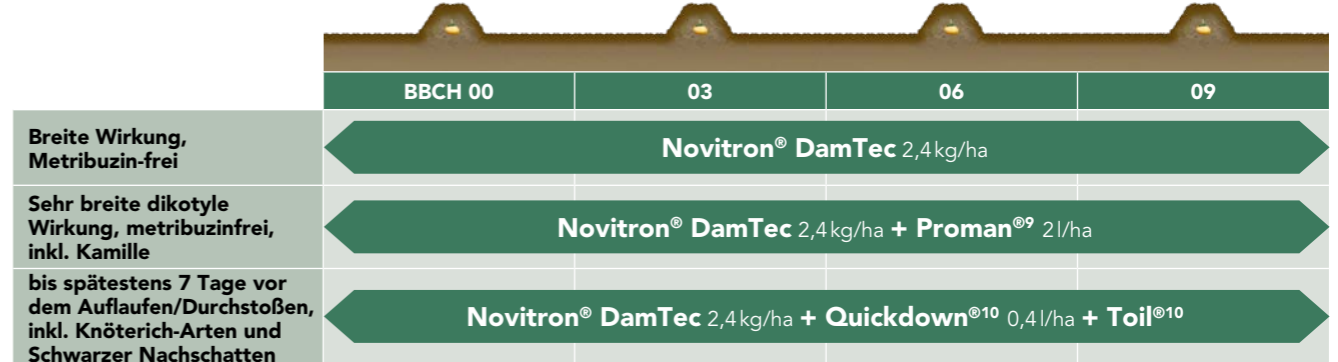 BBCH 00 03 06 09
Breite Wirkung,
Metribuzin-frei
Novitron® DamTec 2,4 kg/ha
Sehr breite dikotyle
Wirkung, metribuzinfrei,
inkl. Kamille
Novitron® DamTec 2,4 kg/ha + Proman®⁹ 2 l/ha
bis spätestens 7 Tage vor
dem Auflaufen/Durchstoßen,
inkl. Knöterich-Arten und
Schwarzer Nachschatten
Novitron® DamTec 2,4 kg/ha + Quickdown®¹⁰ 0,4 l/ha + Toil®¹⁰